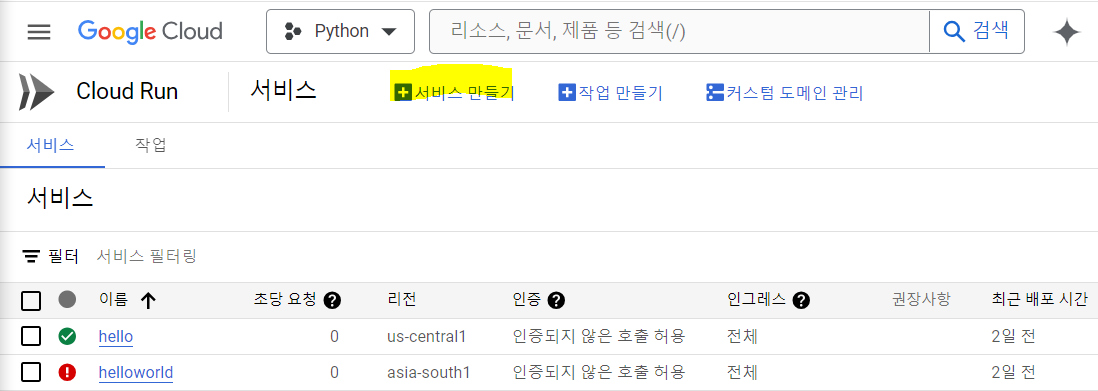 Google Cloud Python 리소스, 문서, 제품 등 검색(/) 검색
Cloud Run 서비스 서비스 만들기 작업 만들기 커스텀 도메인 관리
서비스 작업
서비스
필터 서비스 필터링
이름 초당 요청 리전 인증 인그레스 권장사항 최근 배포 시간
hello 0 us-central1 인증되지 않은 호출 허용 전체 2일 전
helloworld 0 asia-south1 인증되지 않은 호출 허용 전체 2일 전